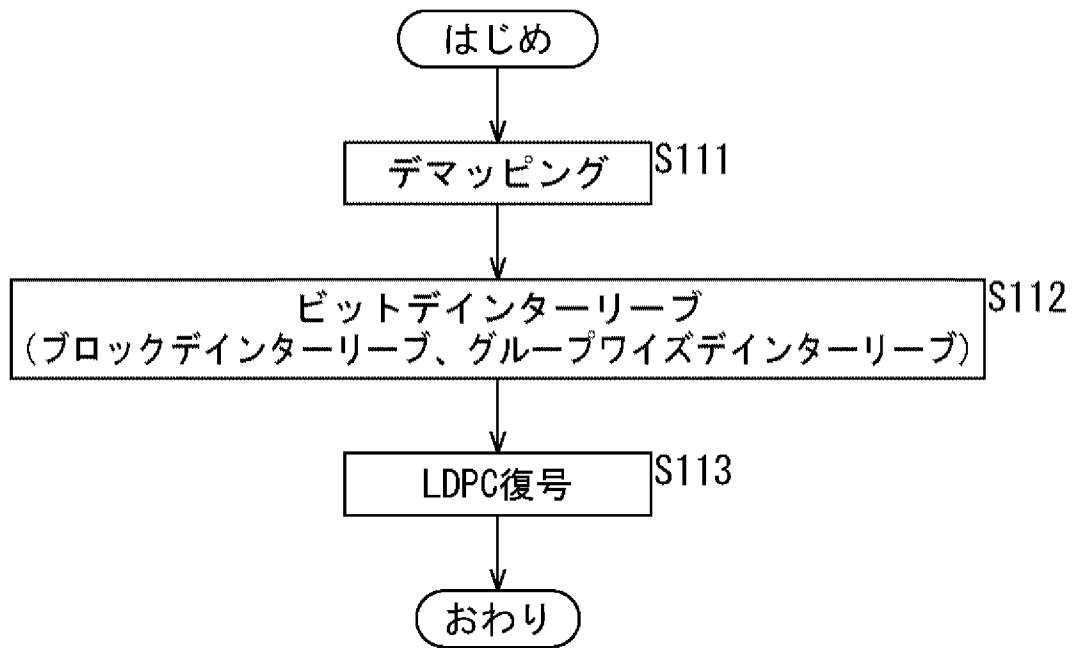 はじめ
デマッピング
S111
ビットデインターリーブ
(ブロックデインターリーブ、グループワイズデインターリーブ)
S112
LDPC復号
S113
おわり